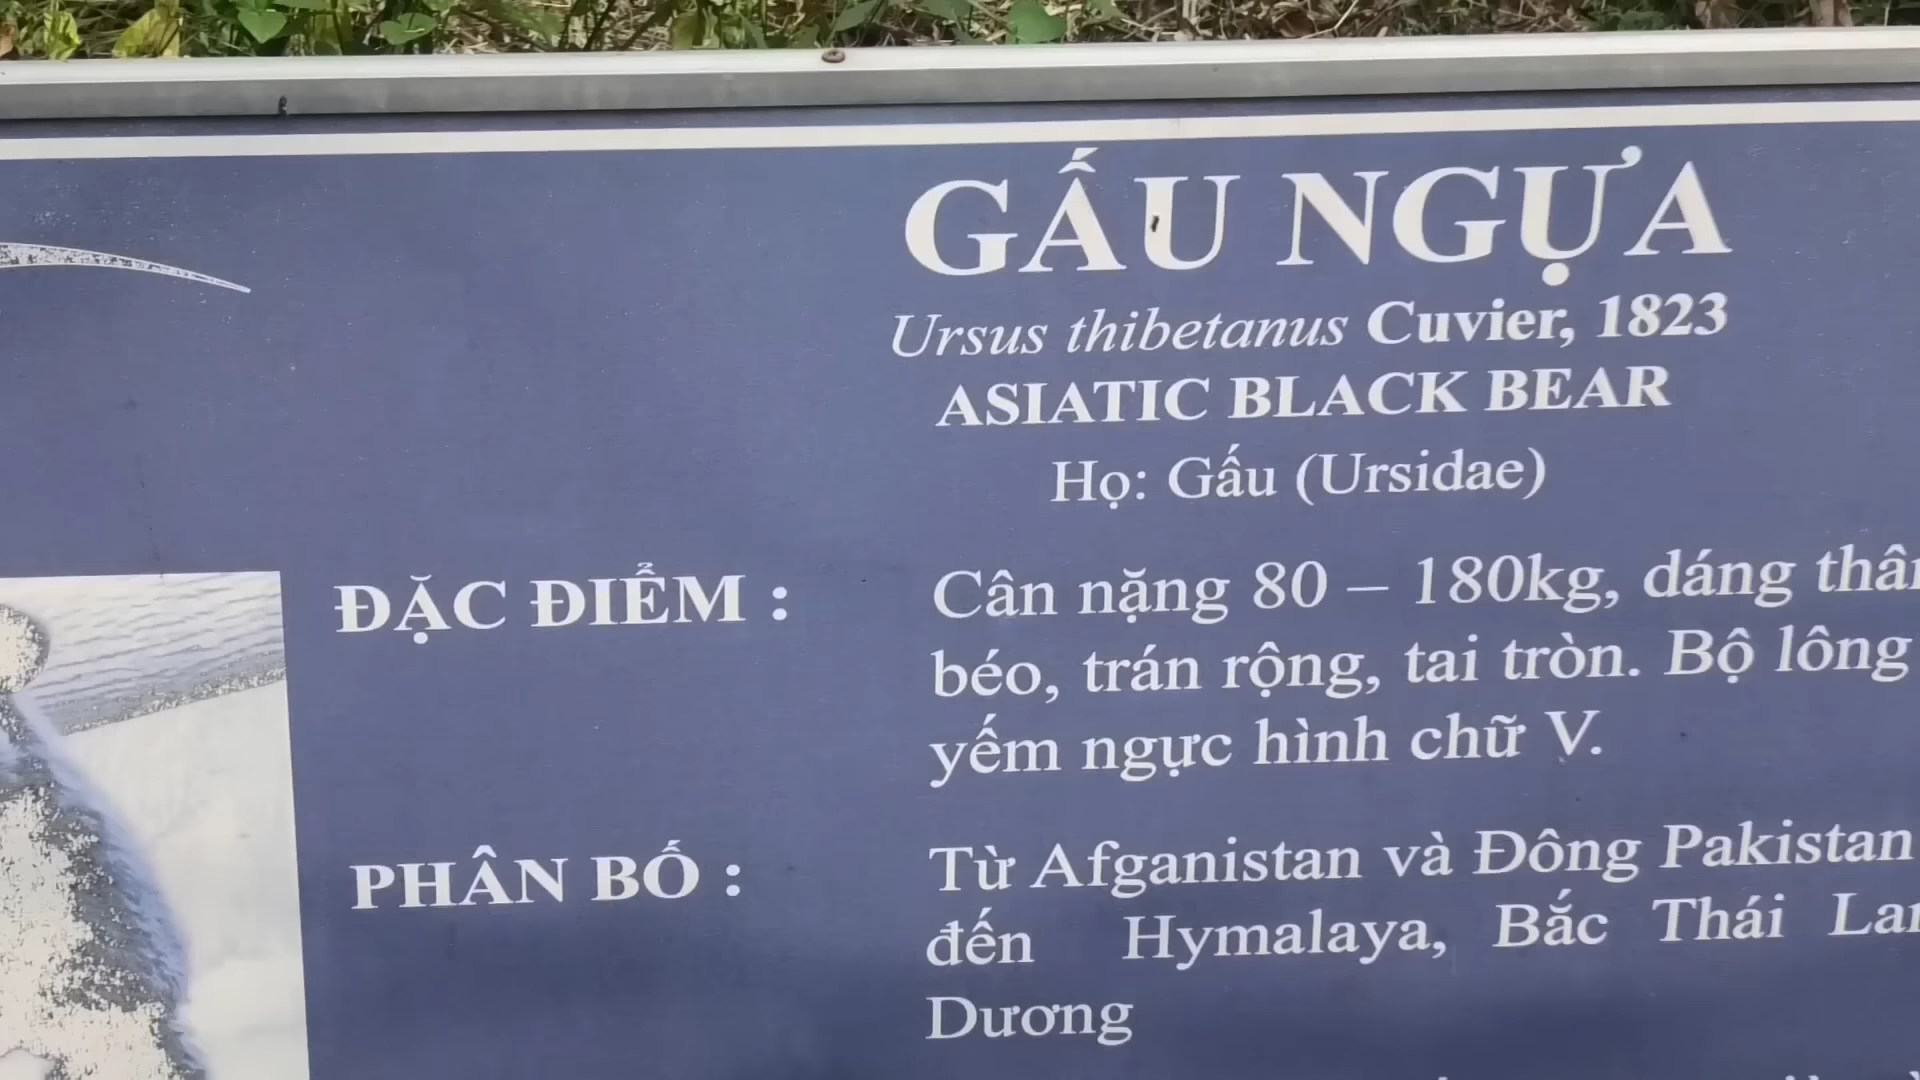 GẤU NGỰA
Ursus thibetanus Cuvier, 1823
ASIATIC BLACK BEAR
Họ: Gấu (Ursidae)
ĐẶC ĐIỂM : Cân nặng 80 – 180kg, dáng
béo, trán rộng, tai tròn. Bộ lông
yếm ngực hình chữ V.
PHÂN BỐ : Từ Afganistan và Đông Pakistan
đến Hymalaya, Bắc Thái
Dương